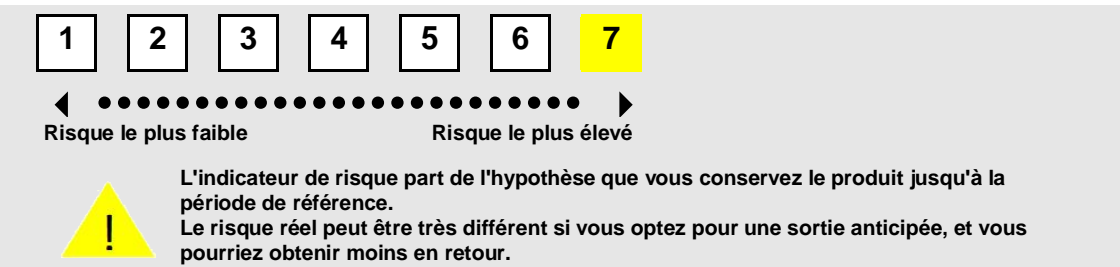 1 2 3 4 5 6 7
Risque le plus faible Risque le plus élevé
L'indicateur de risque part de l'hypothèse que vous conservez le produit jusqu'à la
période de référence.
Le risque réel peut être très différent si vous optez pour une sortie anticipée, et vous
pourriez obtenir moins en retour.
!